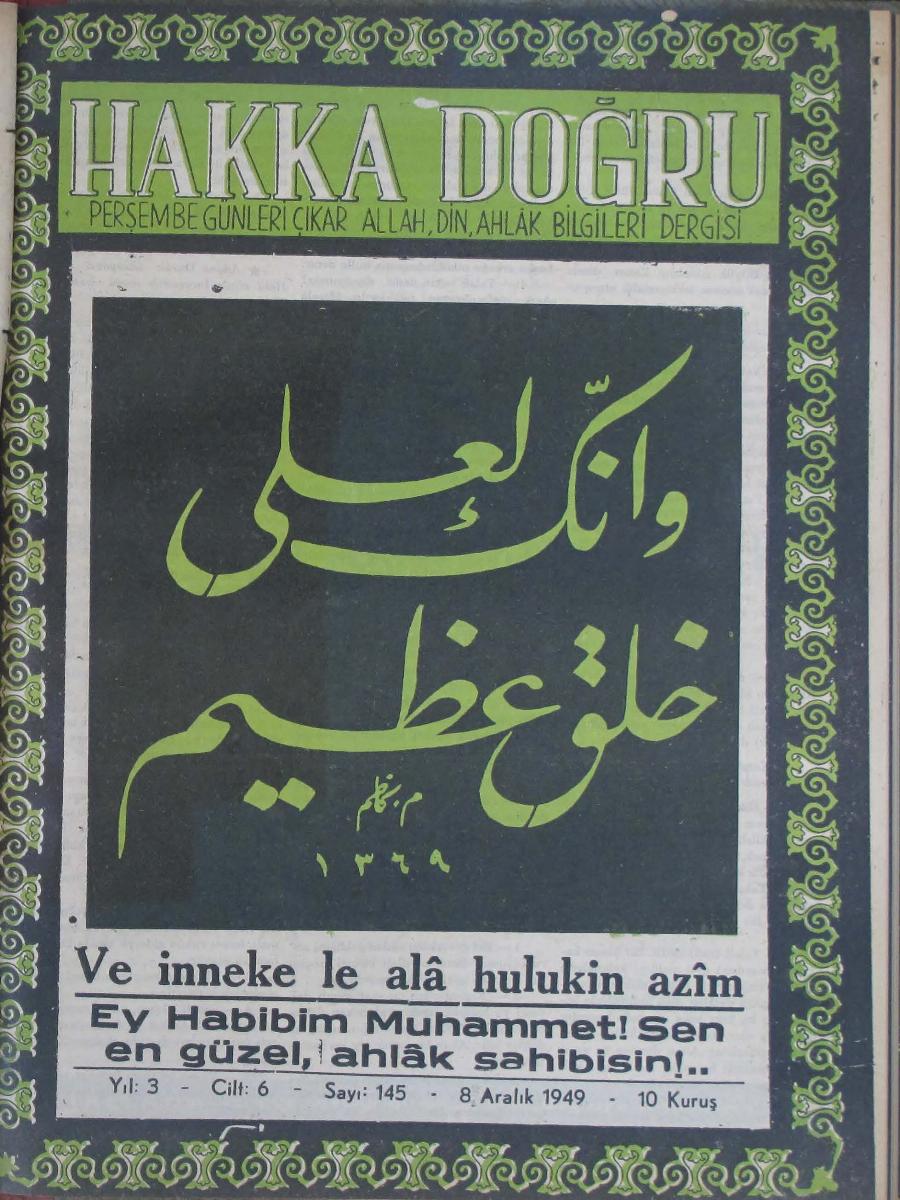 HAKKA DOĞRU
PERŞEMBE GÜNLERİ ÇIKAR ALLAH, DİN, AHLÂK BİLGİLERİ DERGİSİ
وانّك لعلى
خلق عظيم
١٣٦٩
Ve inneke le alâ hulukin azîm
Ey Habibim Muhammet! Sen
en güzel, ahlâk sahibisin!..
Yıl: 3 - Cilt: 6 - Sayı: 145 - 8 Aralık 1949 - 10 Kuruş